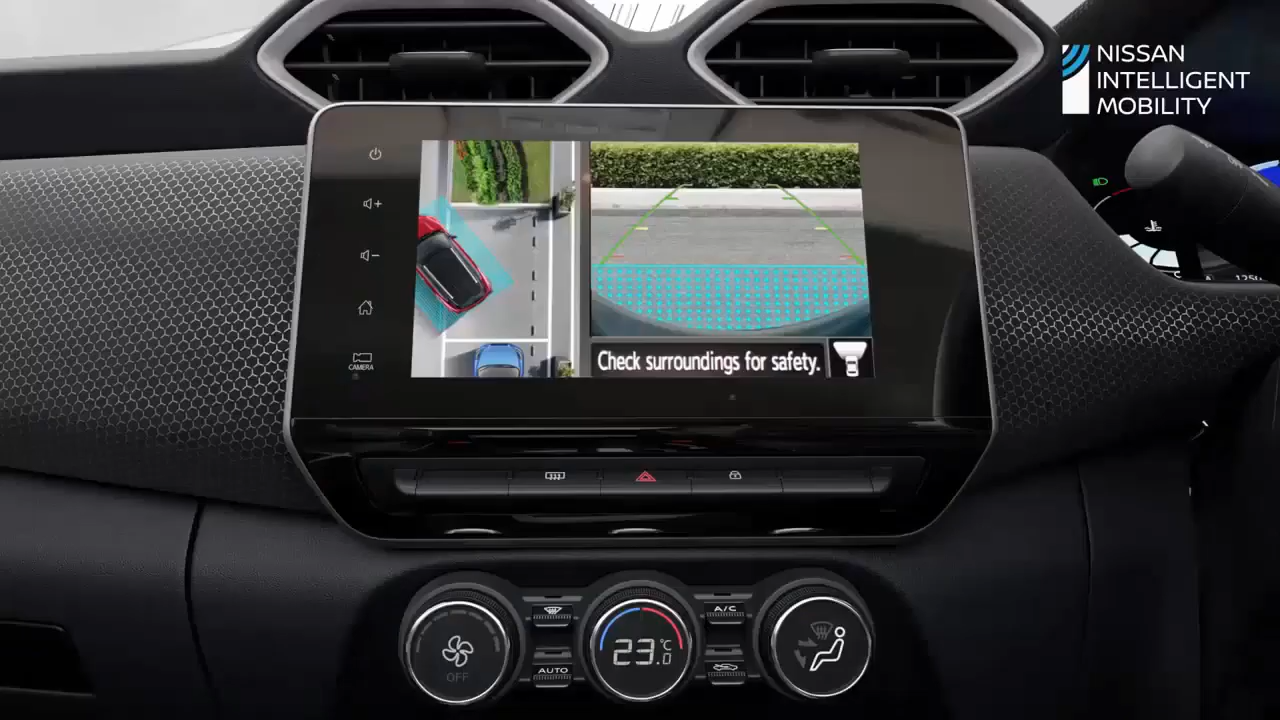 NISSAN
INTELLIGENT
MOBILITY
CAMERA
Check surroundings for safety.
A/C
23.0
°C
AUTO
OFF